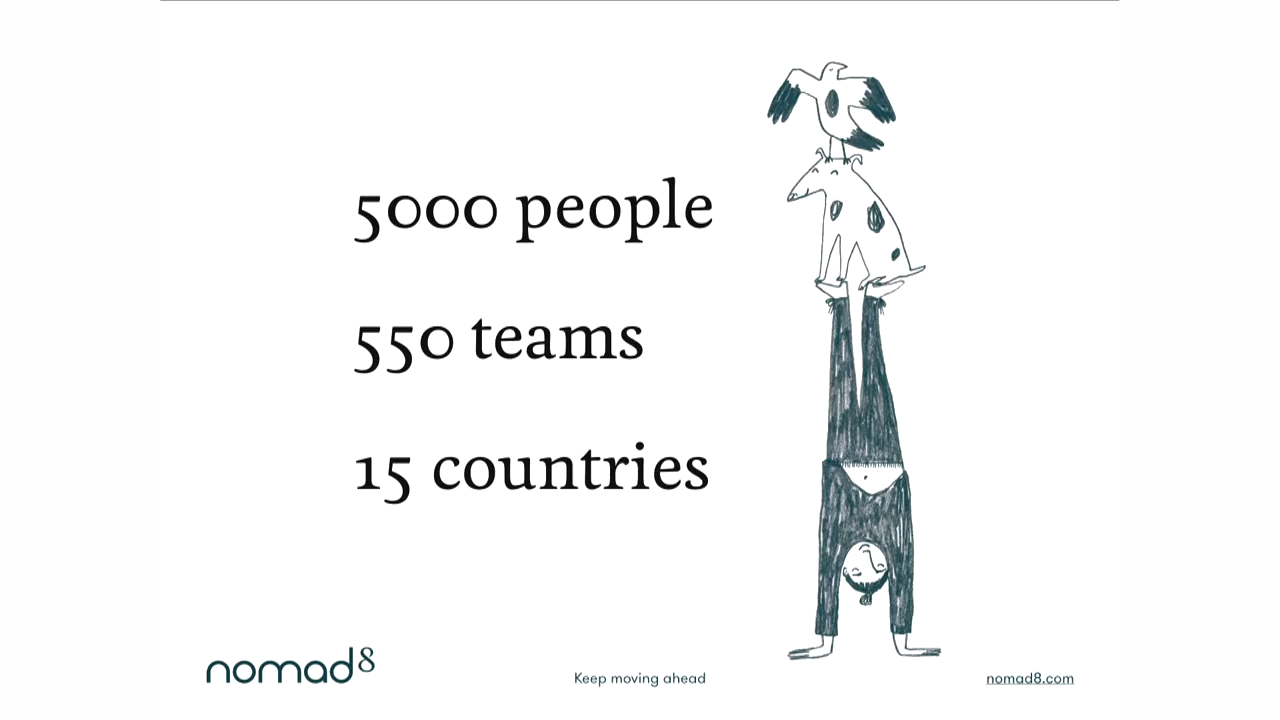 5000 people
550 teams
15 countries
nomad8
Keep moving ahead
nomad8.com